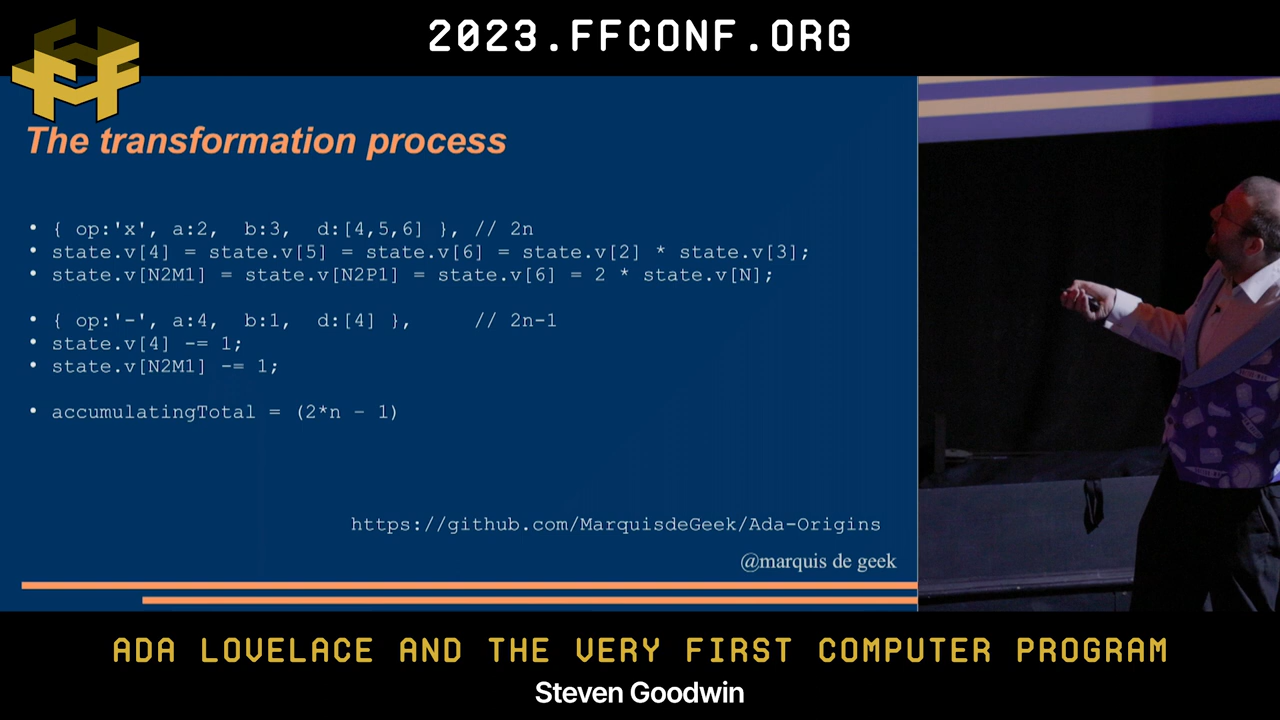 2023.FFCONF.ORG
The transformation process
• { op:'x', a:2,  b:3,  d:[4,5,6] }, // 2n
• state.v[4] = state.v[5] = state.v[6] = state.v[2] * state.v[3];
• state.v[N2M1] = state.v[N2P1] = state.v[6] = 2 * state.v[N];
• { op:'-', a:4,  b:1,  d:[4] },     // 2n-1
• state.v[4] -= 1;
• state.v[N2M1] -= 1;
• accumulatingTotal = (2*n – 1)
https://github.com/MarquisdeGeek/Ada-Origins
@marquis de geek
ADA LOVELACE AND THE VERY FIRST COMPUTER PROGRAM
Steven Goodwin